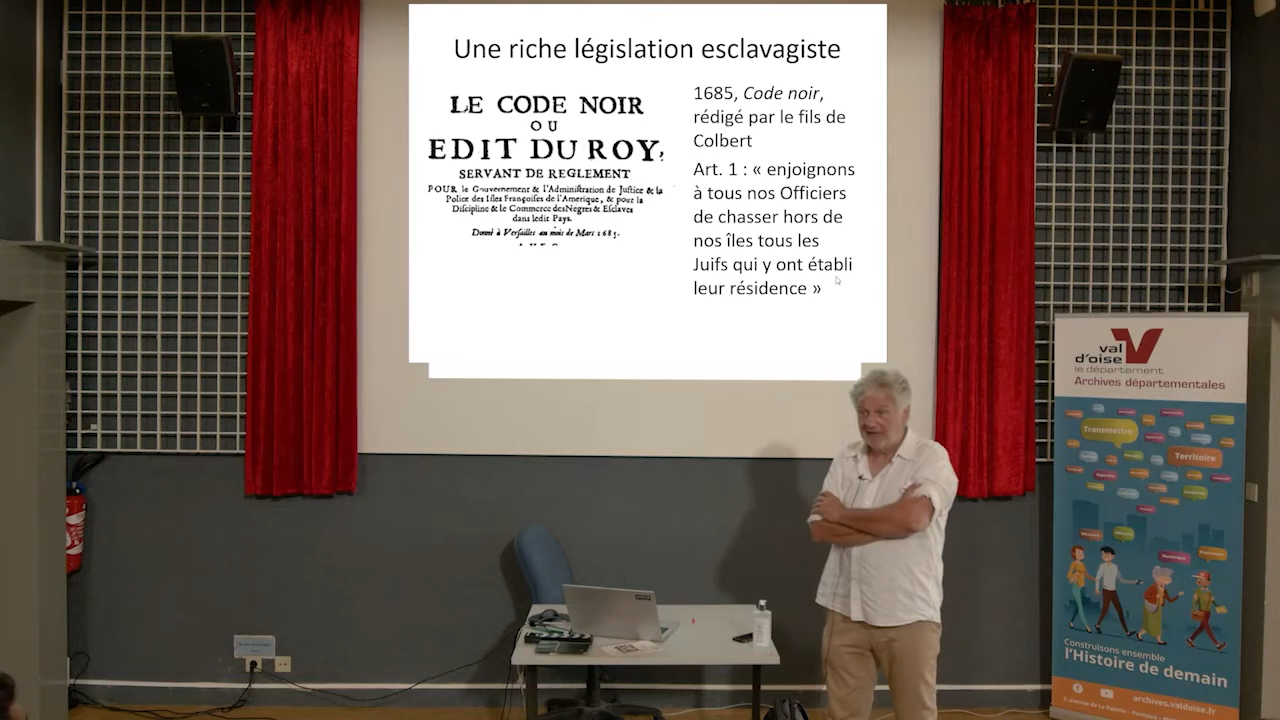 Une riche législation esclavagiste
LE CODE NOIR
OU
EDIT DU ROY,
SERVANT DE REGLEMENT
POUR le Gouvernement & l'Administration de Justice & la
Police des Isles Françoises de l'Amerique, & pour la
Discipline & le Commerce des Negres & Esclaves
dans ledit Pays.
Donné à Versailles au mois de Mars 1685.
1685, Code noir,
rédigé par le fils de
Colbert
Art. 1 : « enjoignons
à tous nos Officiers
de chasser hors de
nos îles tous les
Juifs qui y ont établi
leur résidence »
val
d'oise
le département
Archives départementales
Transmettre
Territoire
Construisons ensemble
l'Histoire de demain
archives.valdoise.fr